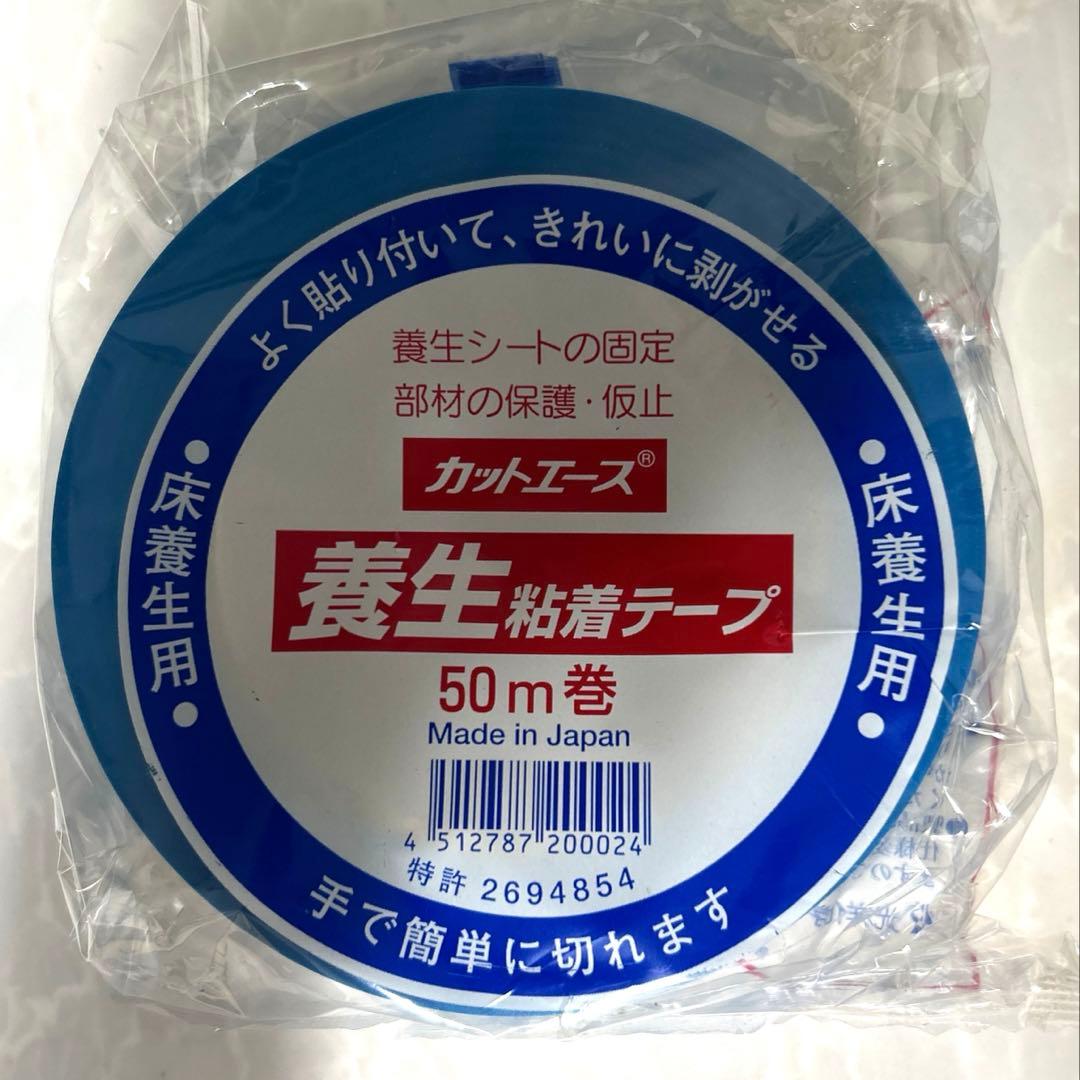 よく貼り付いて、きれいに剥がせる
養生シートの固定
部材の保護・仮止
カットエース®
養生粘着テープ
50m巻
Made in Japan
4 512787 200024
特許 2694854
●床養生用●
●床養生用●
手で簡単に切れます